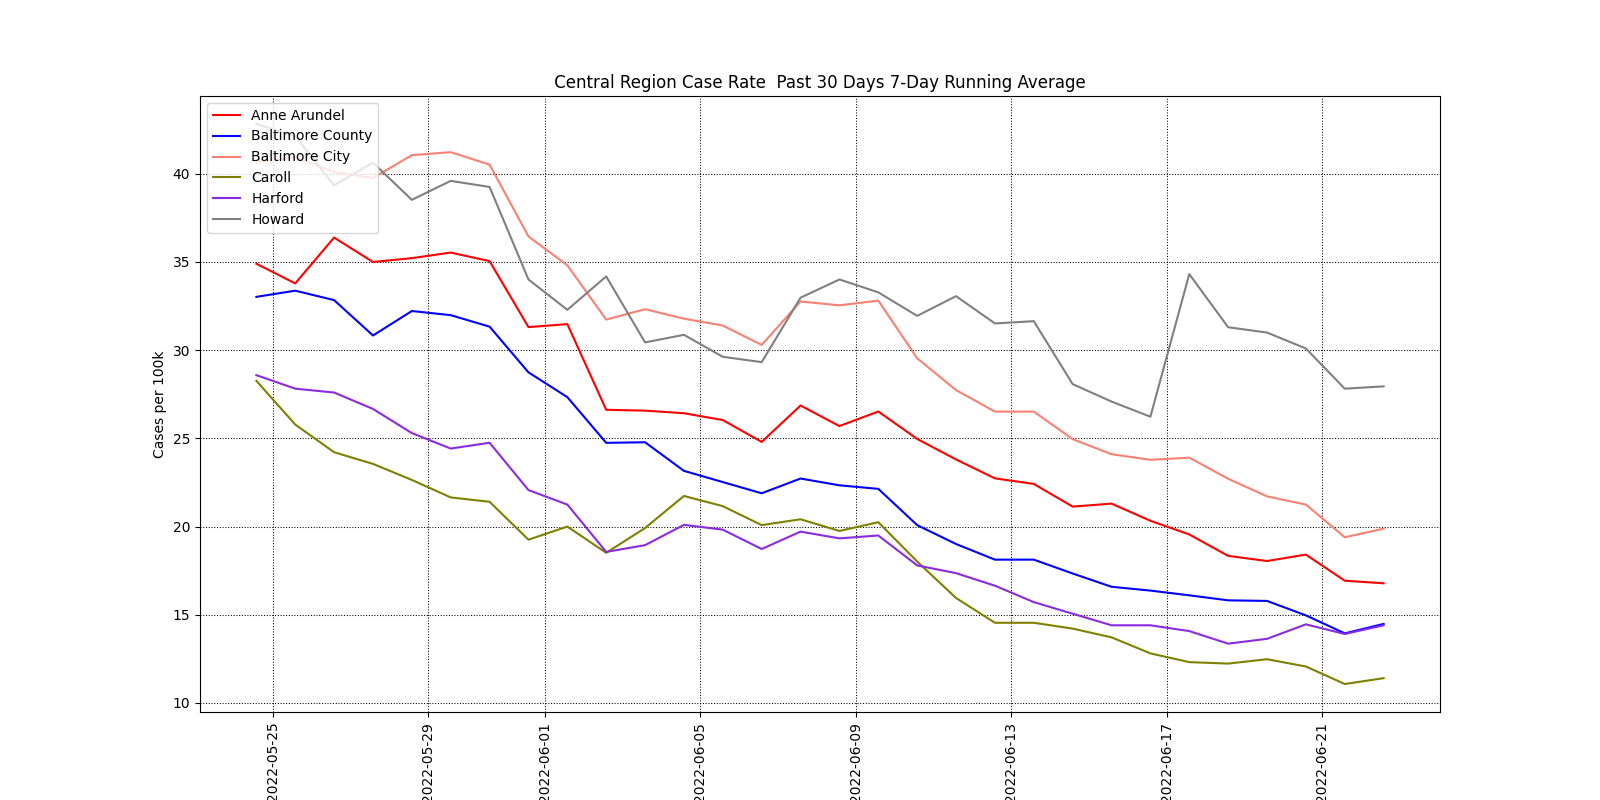 Central Region Case Rate  Past 30 Days 7-Day Running Average
Anne Arundel
Baltimore County
Baltimore City
Caroll
Harford
Howard
Cases per 100k
40
35
30
25
20
15
10
2022-05-25
2022-05-29
2022-06-01
2022-06-05
2022-06-09
2022-06-13
2022-06-17
2022-06-21